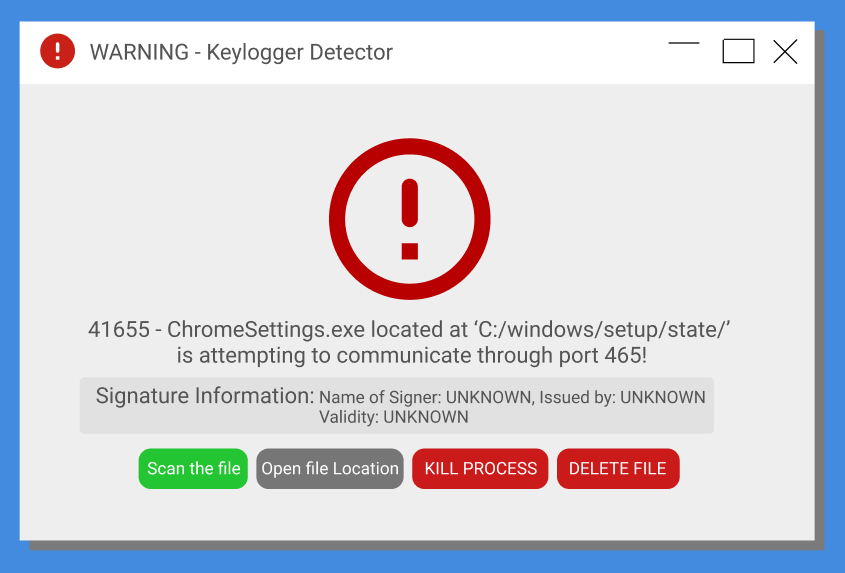 WARNING - Keylogger Detector
41655 - ChromeSettings.exe located at ‘C:/windows/setup/state/’
is attempting to communicate through port 465!
Signature Information: Name of Signer: UNKNOWN, Issued by: UNKNOWN
Validity: UNKNOWN
Scan the file Open file Location KILL PROCESS DELETE FILE